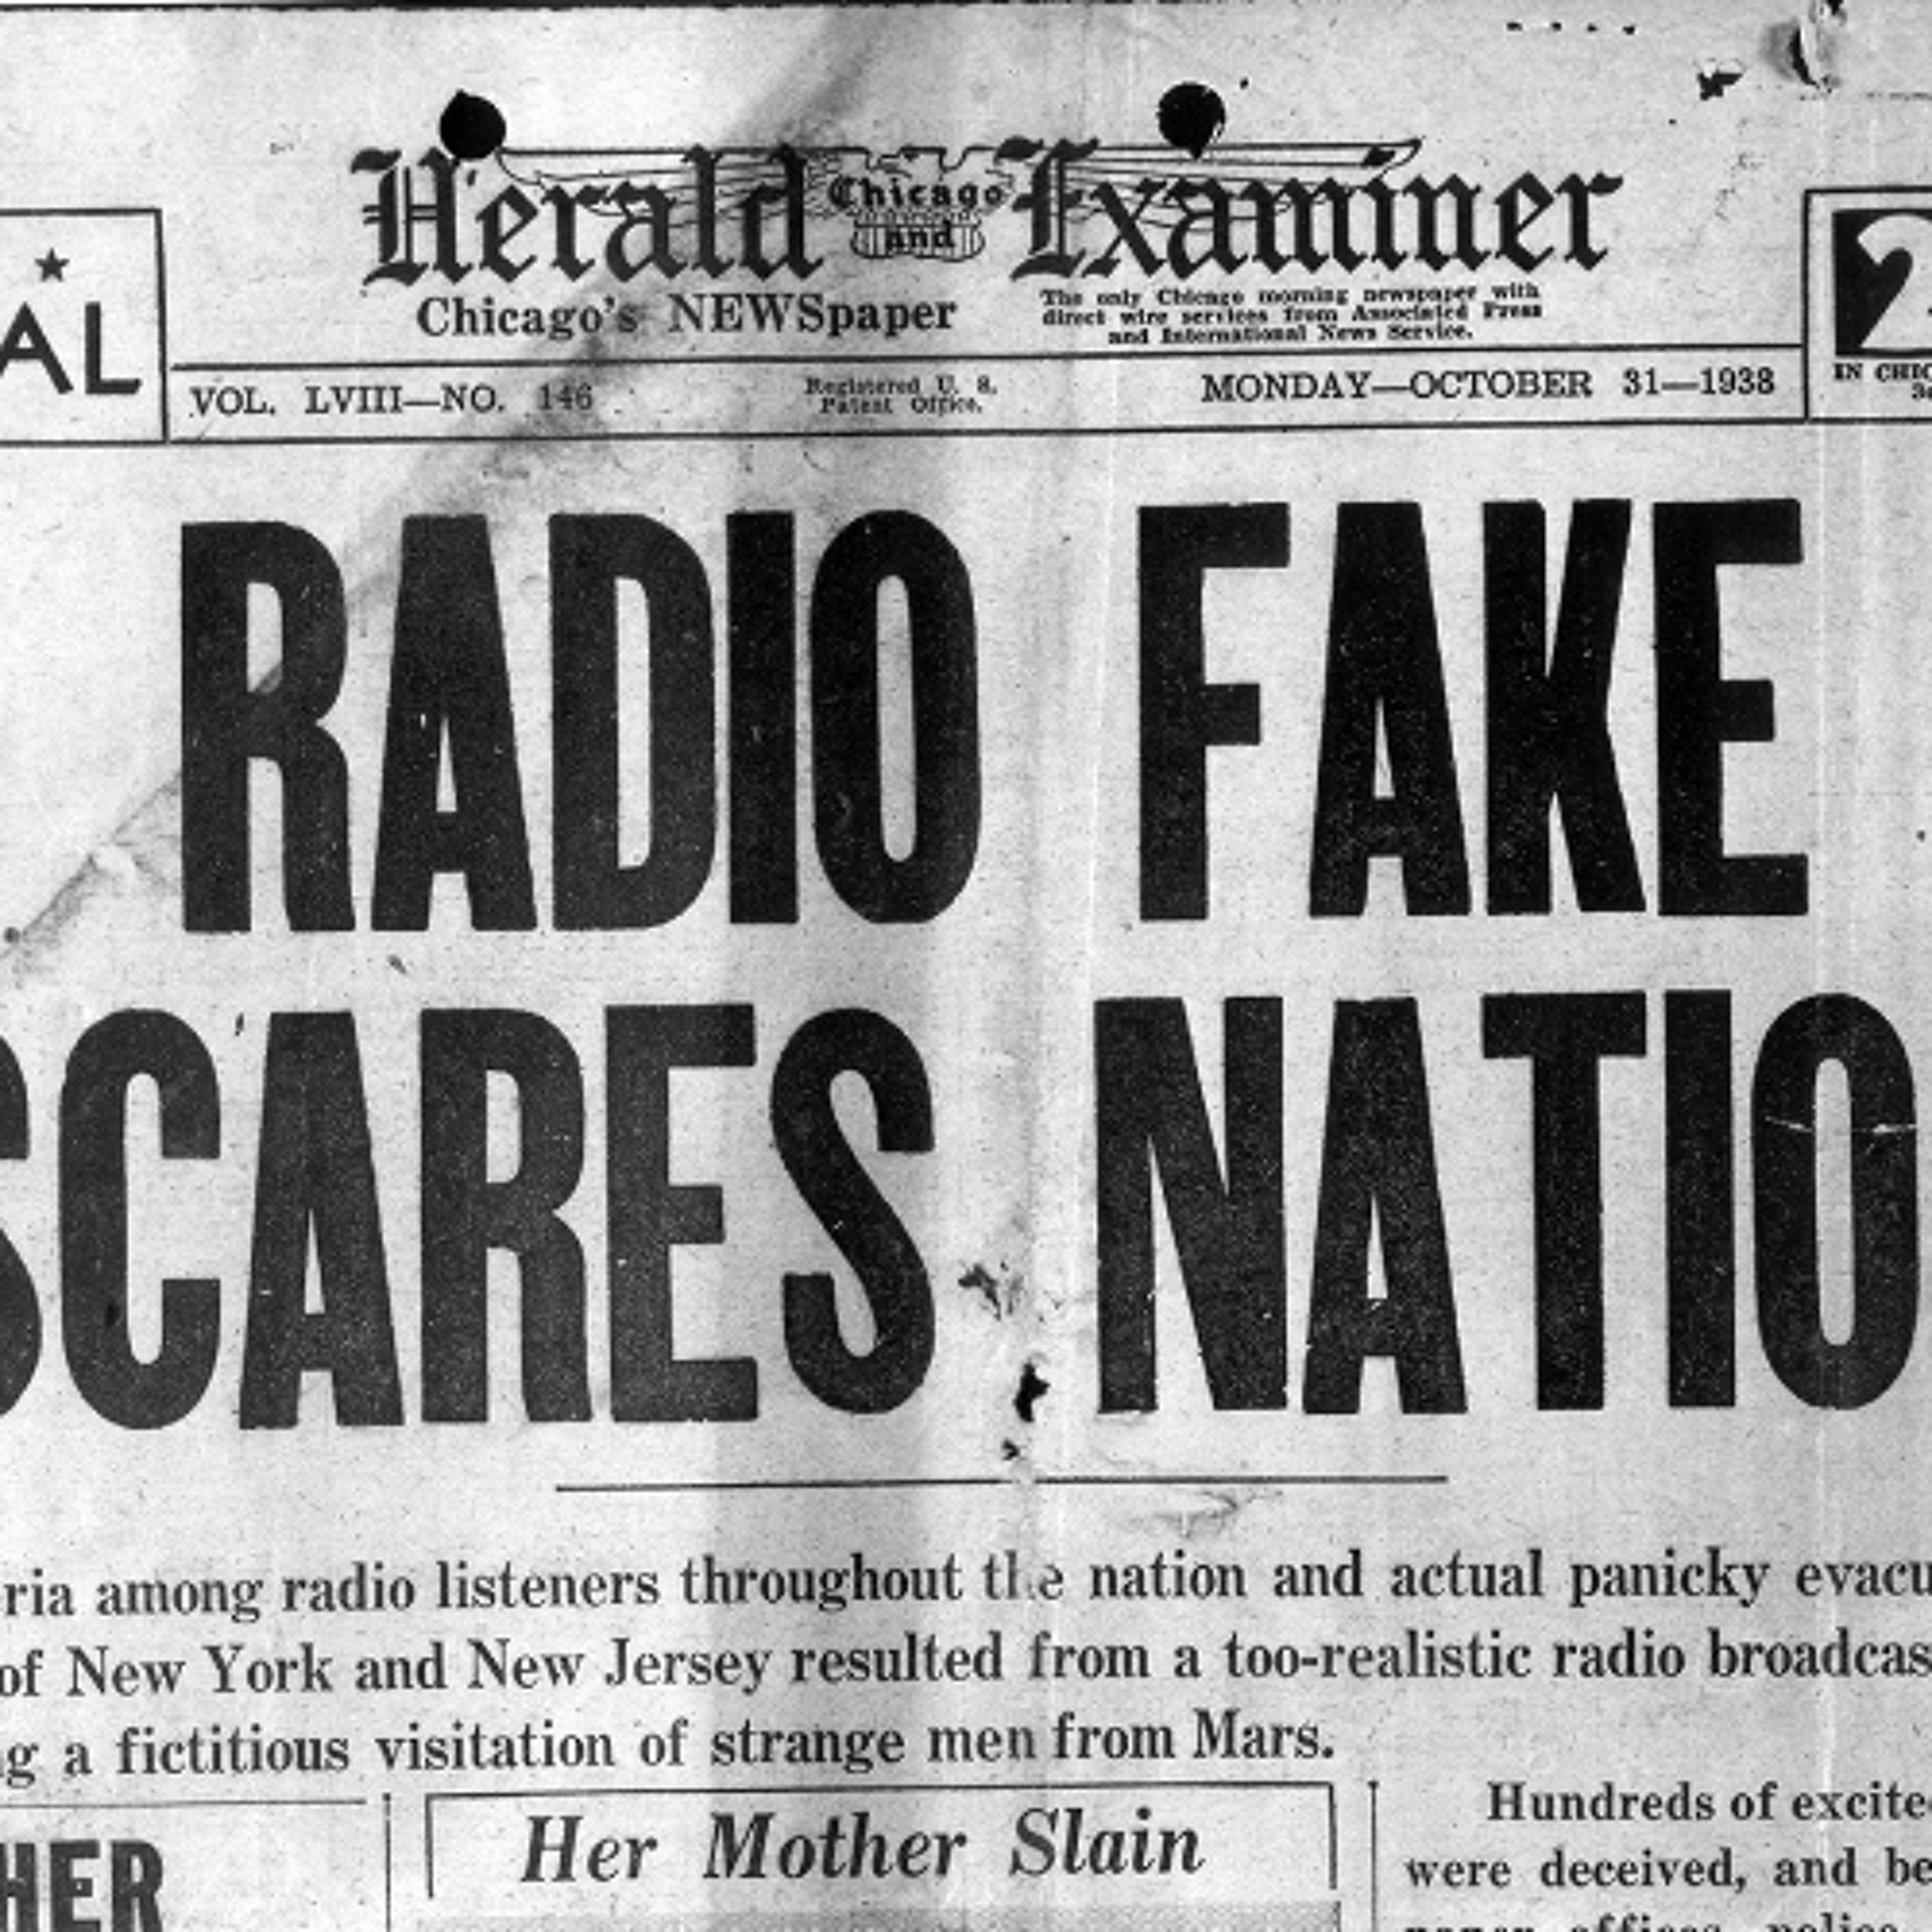 Herald Chicago and Examiner
Chicago's NEWSpaper
The only Chicago morning newspaper with
direct wire services from Associated Press
and International News Service.
AL
2
IN CHIC
VOL. LVIII—NO. 146
Registered U. S.
Patent Office.
MONDAY—OCTOBER 31—1938
RADIO FAKE
SCARES NATIO
ria among radio listeners throughout the nation and actual panicky evacu
of New York and New Jersey resulted from a too-realistic radio broadcas
ng a fictitious visitation of strange men from Mars.
HER
Her Mother Slain
Hundreds of excite
were deceived, and be